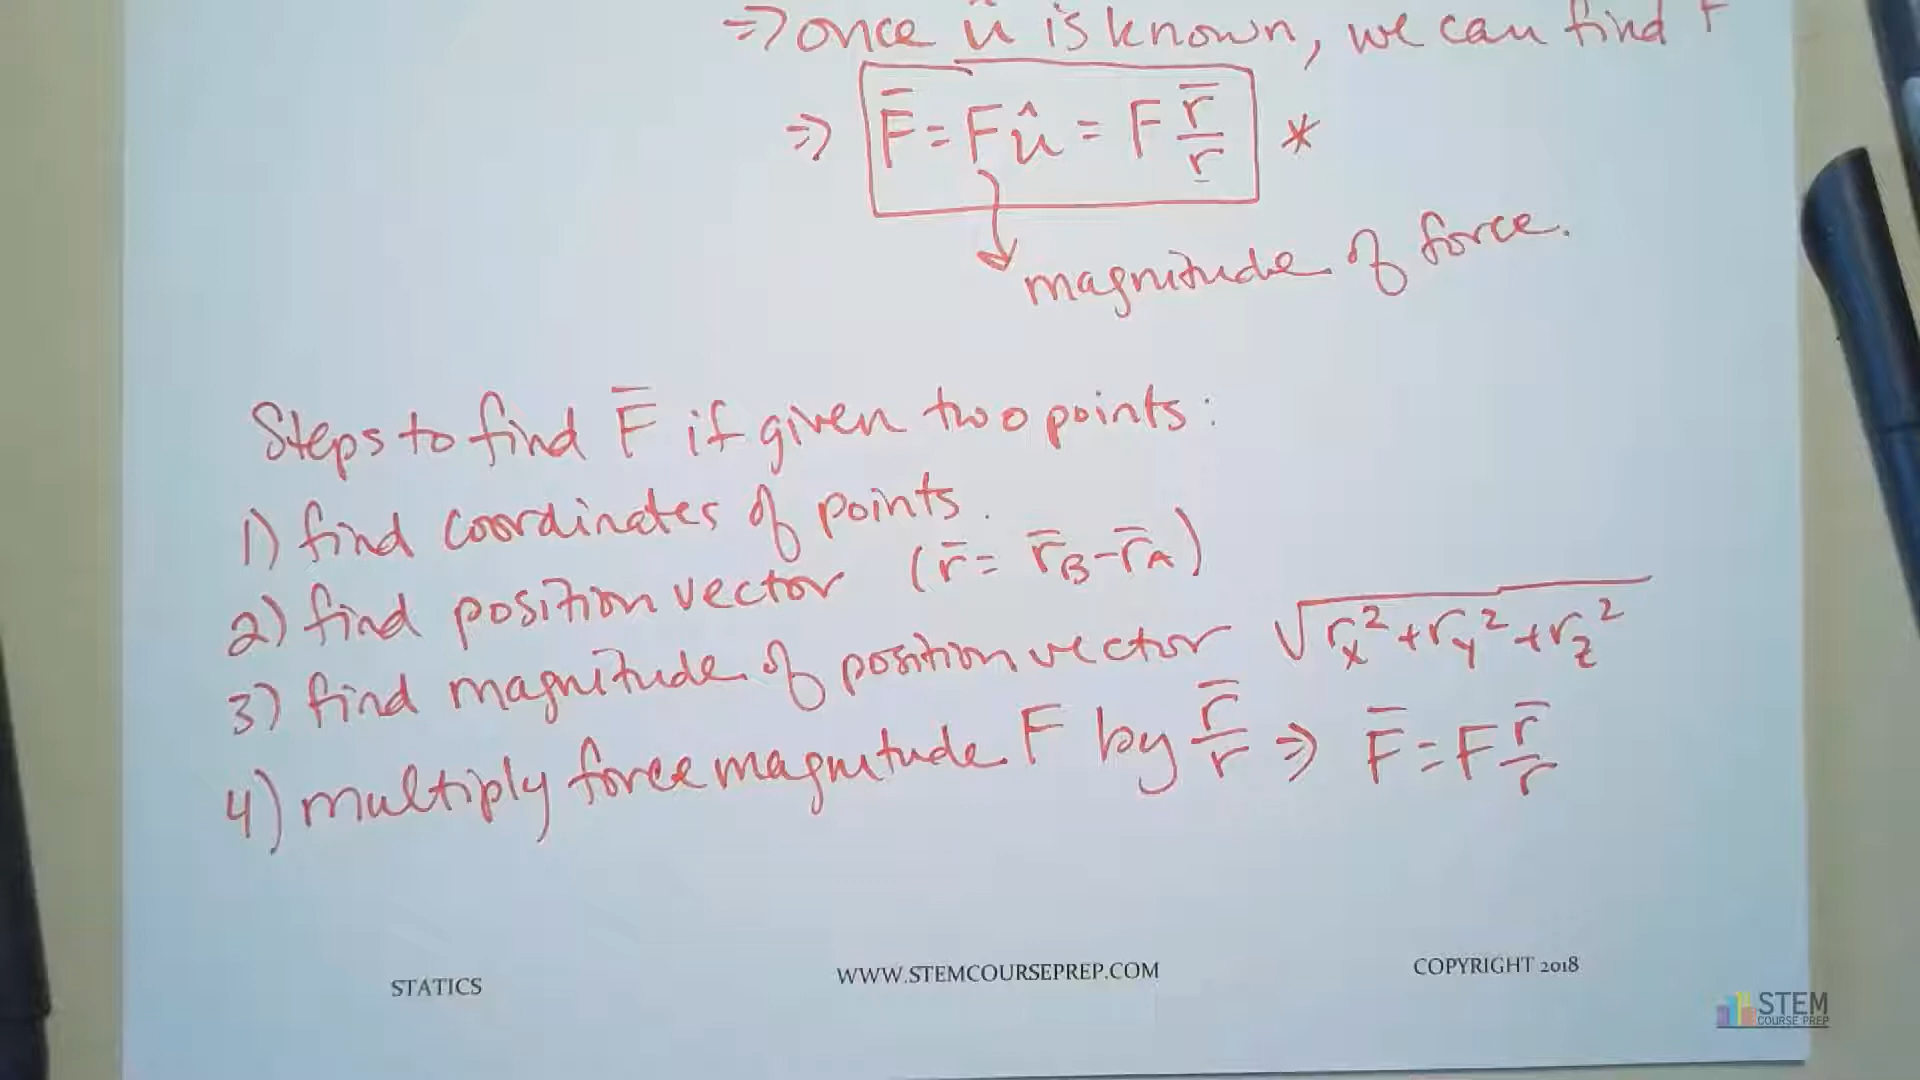 ⇒ once û is known, we can find F
⇒ F̄ = Fû = F r̄/r *
magnitude of force.
Steps to find F̄ if given two points:
1) find coordinates of points.
2) find position vector (r̄ = r̄B - r̄A)
3) find magnitude of position vector √(rx² + ry² + rz²)
4) multiply force magnitude F by r̄/r ⇒ F̄ = F r̄/r
STATICS WWW.STEMCOURSEPREP.COM COPYRIGHT 2018
STEM
COURSE PREP